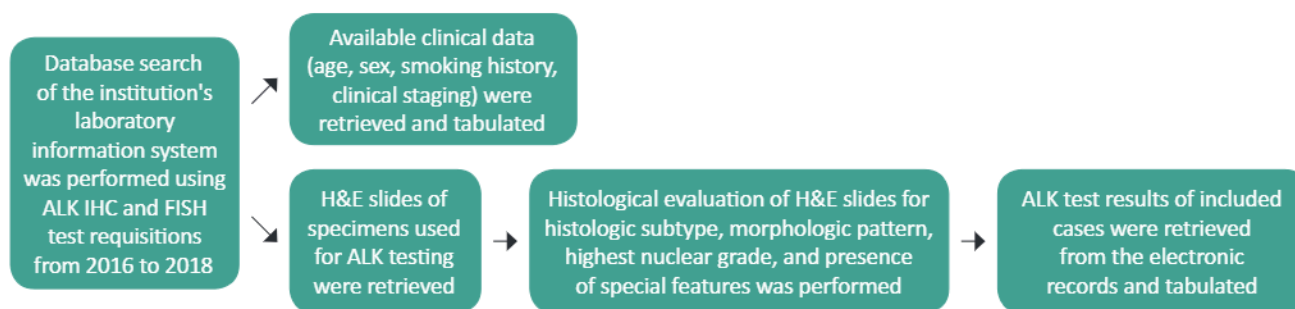 Database search
of the institution's
laboratory
information system
was performed using
ALK IHC and FISH
test requisitions
from 2016 to 2018
Available clinical data
(age, sex, smoking history,
clinical staging) were
retrieved and tabulated
H&E slides of
specimens used
for ALK testing
were retrieved
Histological evaluation of H&E slides for
histologic subtype, morphologic pattern,
highest nuclear grade, and presence
of special features was performed
ALK test results of included
cases were retrieved
from the electronic
records and tabulated